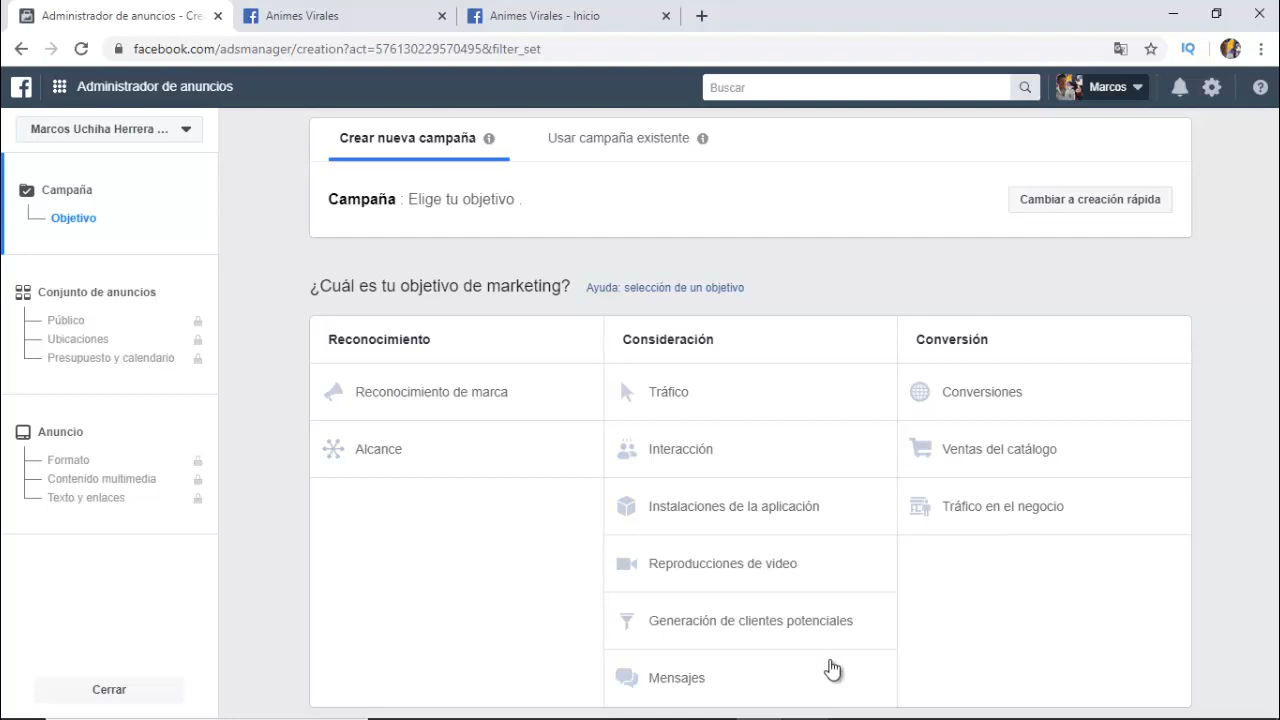 Administrador de anuncios - Cre
Animes Virales
Animes Virales - Inicio
facebook.com/adsmanager/creation?act=576130229570495&filter_set
IQ
Administrador de anuncios
Buscar
Marcos
Marcos Uchiha Herrera ...
Campaña
Objetivo
Conjunto de anuncios
Público
Ubicaciones
Presupuesto y calendario
Anuncio
Formato
Contenido multimedia
Texto y enlaces
Cerrar
Crear nueva campaña
Usar campaña existente
Campaña : Elige tu objetivo .
Cambiar a creación rápida
¿Cuál es tu objetivo de marketing? Ayuda: selección de un objetivo
Reconocimiento
Reconocimiento de marca
Alcance
Consideración
Tráfico
Interacción
Instalaciones de la aplicación
Reproducciones de video
Generación de clientes potenciales
Mensajes
Conversión
Conversiones
Ventas del catálogo
Tráfico en el negocio